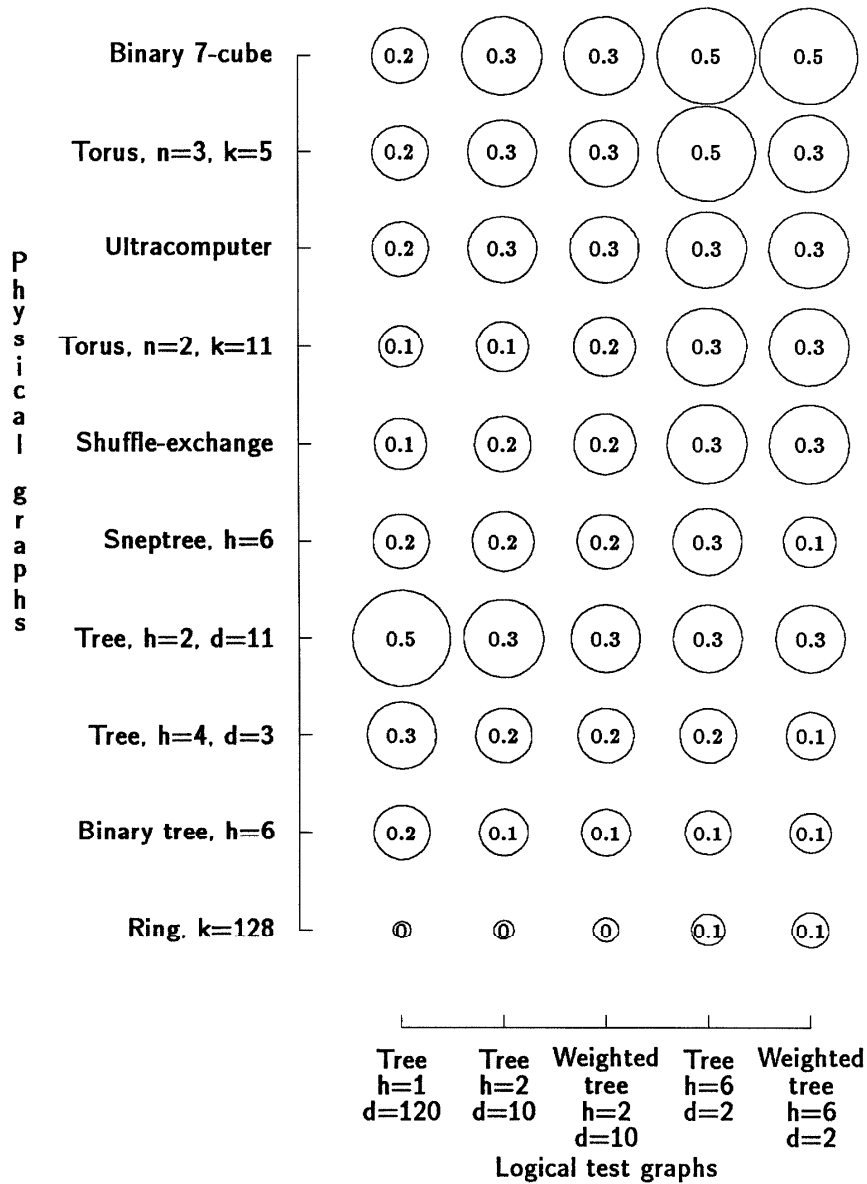 Binary 7-cube 0.2 0.3 0.3 0.5 0.5
Torus, n=3, k=5 0.2 0.3 0.3 0.5 0.3
Ultracomputer 0.2 0.3 0.3 0.3 0.3
Torus, n=2, k=11 0.1 0.1 0.2 0.3 0.3
Shuffle-exchange 0.1 0.2 0.2 0.3 0.3
Sneptree, h=6 0.2 0.2 0.2 0.3 0.1
Tree, h=2, d=11 0.5 0.3 0.3 0.3 0.3
Tree, h=4, d=3 0.3 0.2 0.2 0.2 0.1
Binary tree, h=6 0.2 0.1 0.1 0.1 0.1
Ring, k=128 0 0 0 0.1 0.1
Physical graphs
Tree
h=1
d=120
Tree
h=2
d=10
Weighted
tree
h=2
d=10
Tree
h=6
d=2
Weighted
tree
h=6
d=2
Logical test graphs